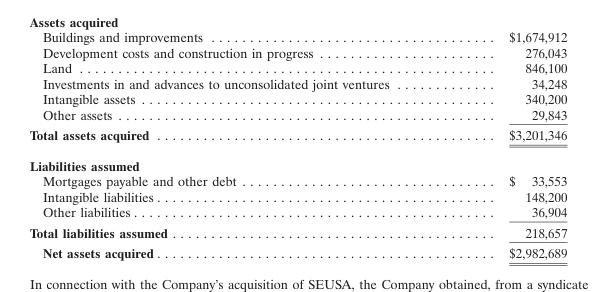 Assets acquired
Buildings and improvements . . . . . . . . . . . . . . . . . . . . . . . . . . . . . . . . . . . . . $1,674,912
Development costs and construction in progress . . . . . . . . . . . . . . . . . . . . . . . 276,043
Land . . . . . . . . . . . . . . . . . . . . . . . . . . . . . . . . . . . . . . . . . . . . . . . . . . . . . . 846,100
Investments in and advances to unconsolidated joint ventures . . . . . . . . . . . . . 34,248
Intangible assets . . . . . . . . . . . . . . . . . . . . . . . . . . . . . . . . . . . . . . . . . . . . . 340,200
Other assets . . . . . . . . . . . . . . . . . . . . . . . . . . . . . . . . . . . . . . . . . . . . . . . . 29,843
Total assets acquired . . . . . . . . . . . . . . . . . . . . . . . . . . . . . . . . . . . . . . . . . . . $3,201,346
Liabilities assumed
Mortgages payable and other debt . . . . . . . . . . . . . . . . . . . . . . . . . . . . . . . . . $ 33,553
Intangible liabilities . . . . . . . . . . . . . . . . . . . . . . . . . . . . . . . . . . . . . . . . . . . 148,200
Other liabilities . . . . . . . . . . . . . . . . . . . . . . . . . . . . . . . . . . . . . . . . . . . . . . 36,904
Total liabilities assumed . . . . . . . . . . . . . . . . . . . . . . . . . . . . . . . . . . . . . . . . . 218,657
Net assets acquired . . . . . . . . . . . . . . . . . . . . . . . . . . . . . . . . . . . . . . . . . . . $2,982,689
In connection with the Company's acquisition of SEUSA, the Company obtained, from a syndicate